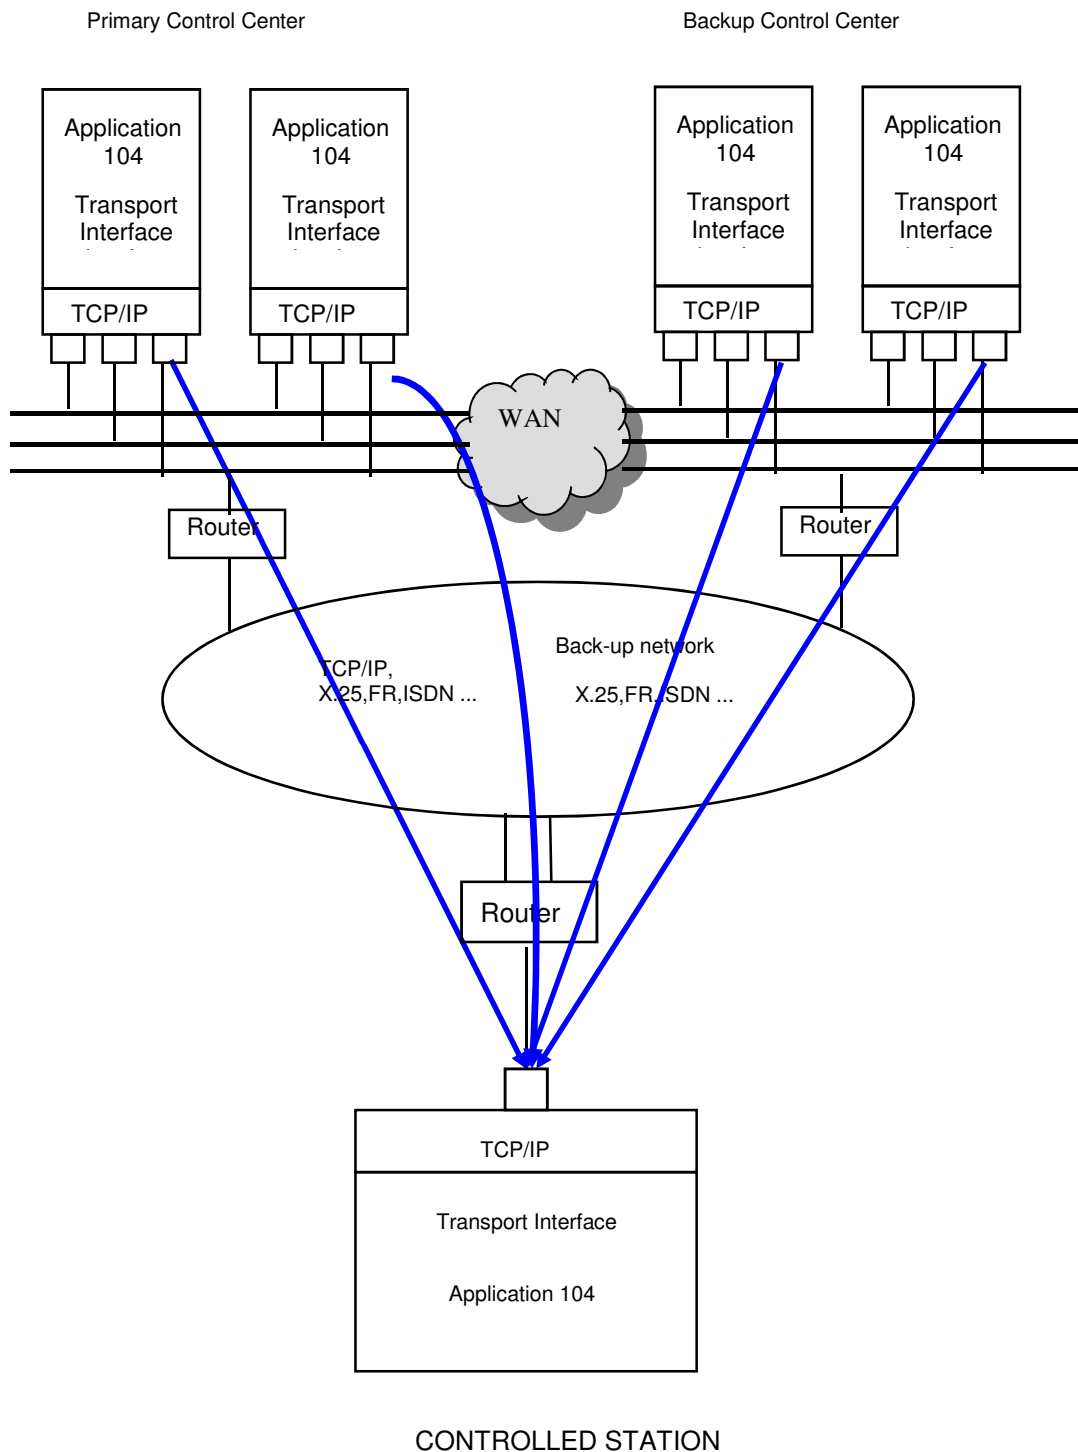 Primary Control Center
Backup Control Center
Application
104
Transport
Interface
TCP/IP
Application
104
Transport
Interface
TCP/IP
Application
104
Transport
Interface
TCP/IP
Application
104
Transport
Interface
TCP/IP
WAN
Router
Router
TCP/IP,
X.25,FR,ISDN ...
Back-up network
X.25,FR,ISDN ...
Router
TCP/IP
Transport Interface
Application 104
CONTROLLED STATION